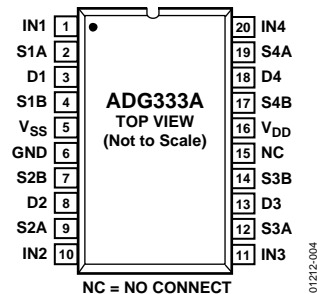 IN1 1
S1A 2
D1 3
S1B 4
VSS 5
GND 6
S2B 7
D2 8
S2A 9
IN2 10
ADG333A
TOP VIEW
(Not to Scale)
20 IN4
19 S4A
18 D4
17 S4B
16 VDD
15 NC
14 S3B
13 D3
12 S3A
11 IN3
NC = NO CONNECT
01212-004